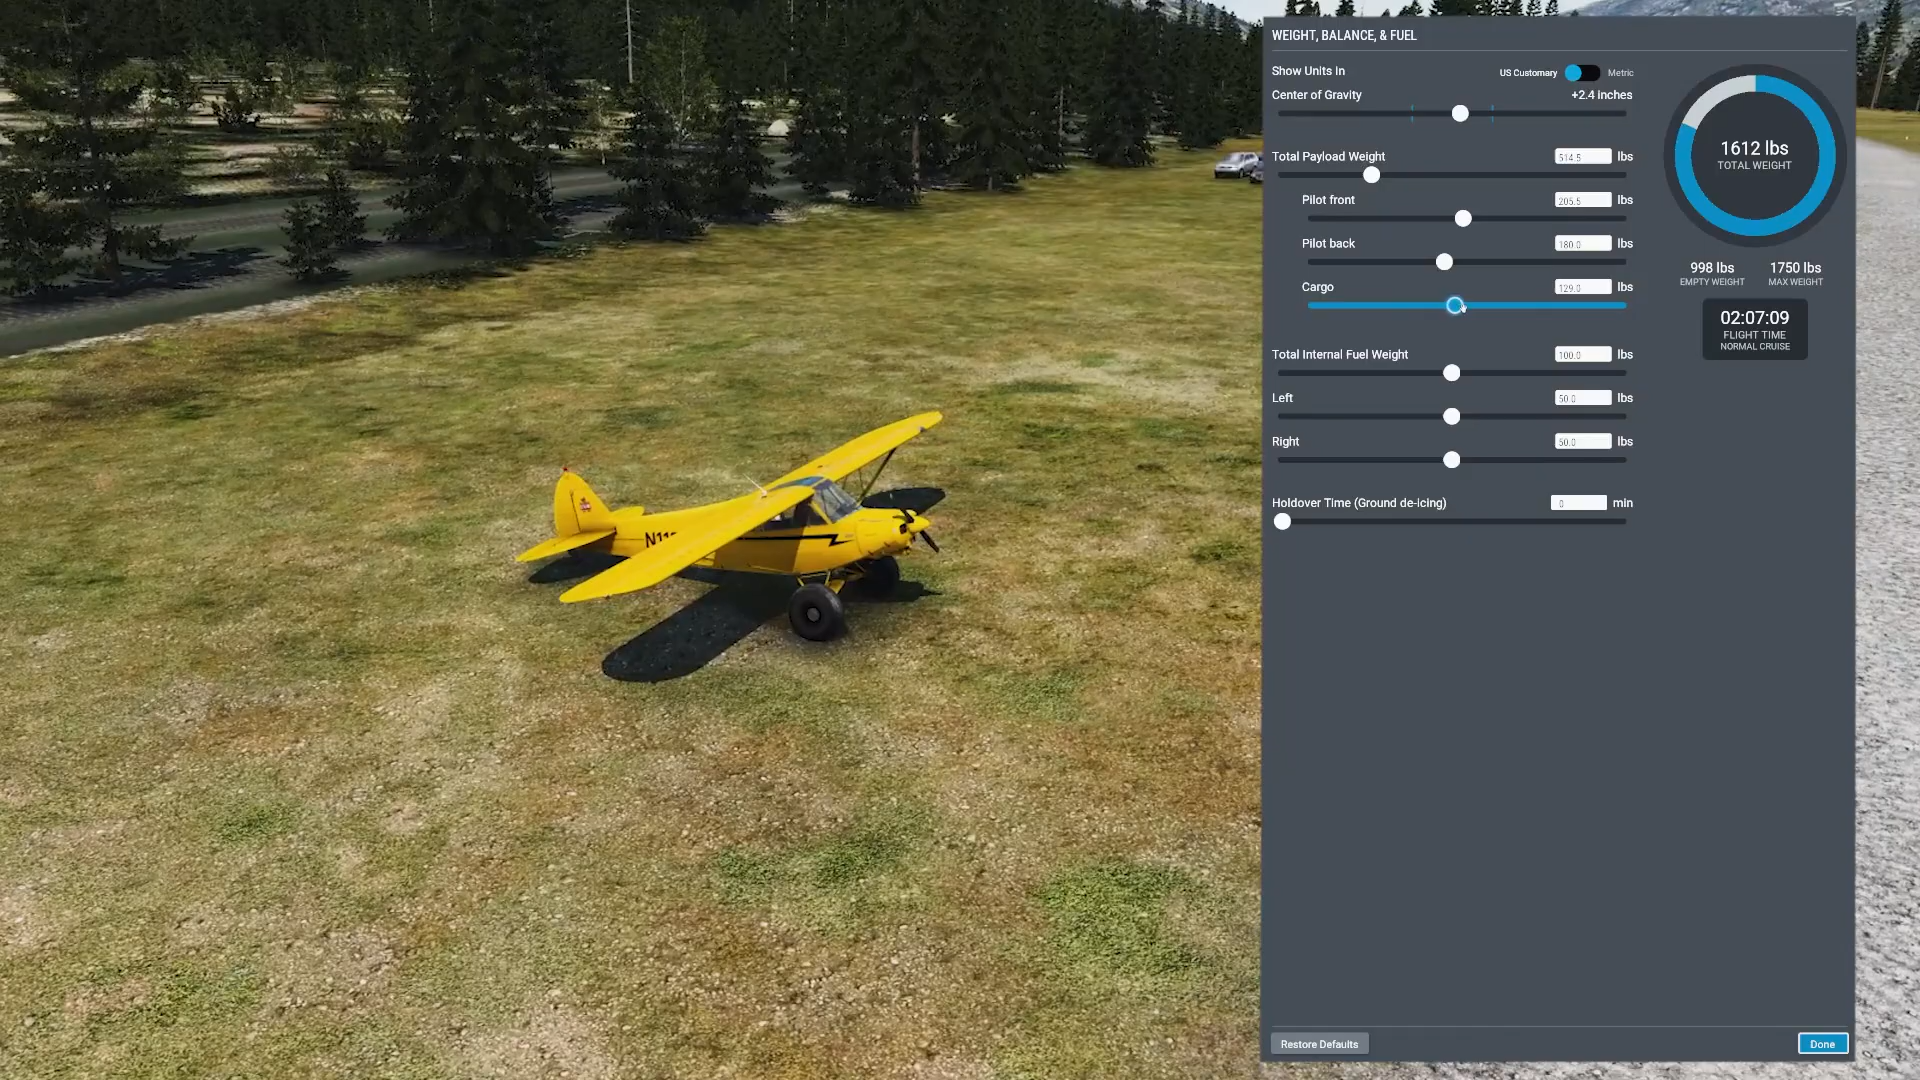 WEIGHT, BALANCE, & FUEL
Show Units In US Customary Metric
Center of Gravity +2.4 inches
Total Payload Weight 514.5 lbs
Pilot front 205.5 lbs
Pilot back 180.0 lbs
Cargo 129.0 lbs
Total Internal Fuel Weight 100.0 lbs
Left 50.0 lbs
Right 50.0 lbs
Holdover Time (Ground de-icing) 0 min
1612 lbs
TOTAL WEIGHT
998 lbs 1750 lbs
EMPTY WEIGHT MAX WEIGHT
02:07:09
FLIGHT TIME
NORMAL CRUISE
Restore Defaults Done